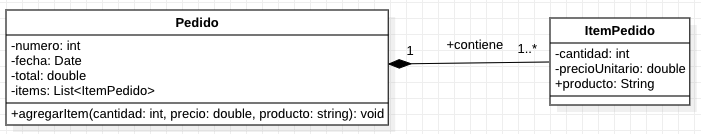 Pedido
-numero: int
-fecha: Date
-total: double
-items: List<ItemPedido>
+agregarItem(cantidad: int, precio: double, producto: string): void
1
+contiene
1..*
ItemPedido
-cantidad: int
-precioUnitario: double
+producto: String